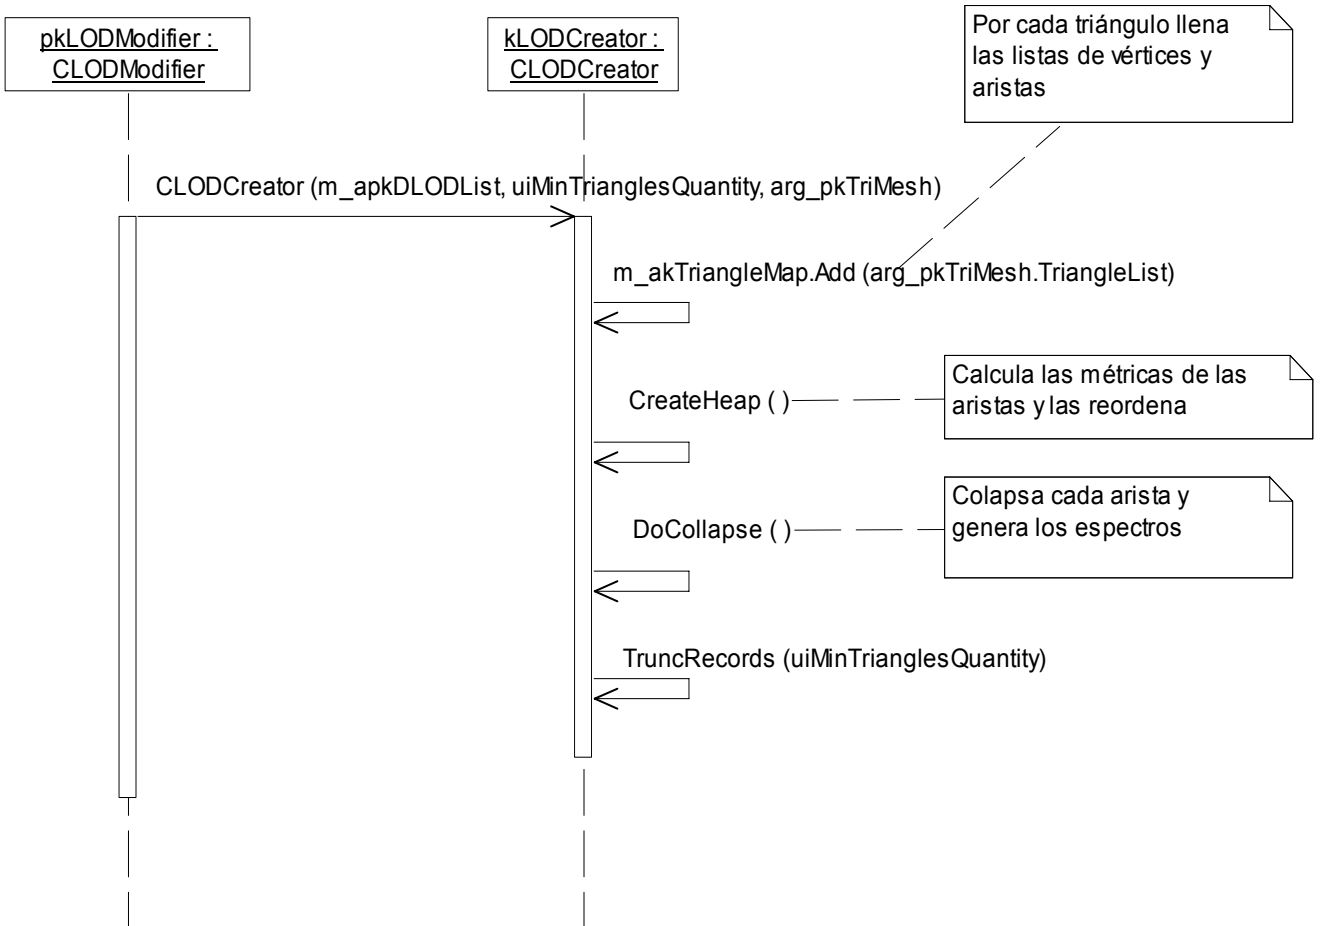 pkLODModifier :
CLODModifier
kLODCreator :
CLODCreator
Por cada triángulo llena
las listas de vértices y
aristas
CLODCreator (m_apkDLODList, uiMinTrianglesQuantity, arg_pkTriMesh)
m_akTriangleMap.Add (arg_pkTriMesh.TriangleList)
CreateHeap ( )
Calcula las métricas de las
aristas y las reordena
DoCollapse ( )
Colapsa cada arista y
genera los espectros
TruncRecords (uiMinTrianglesQuantity)